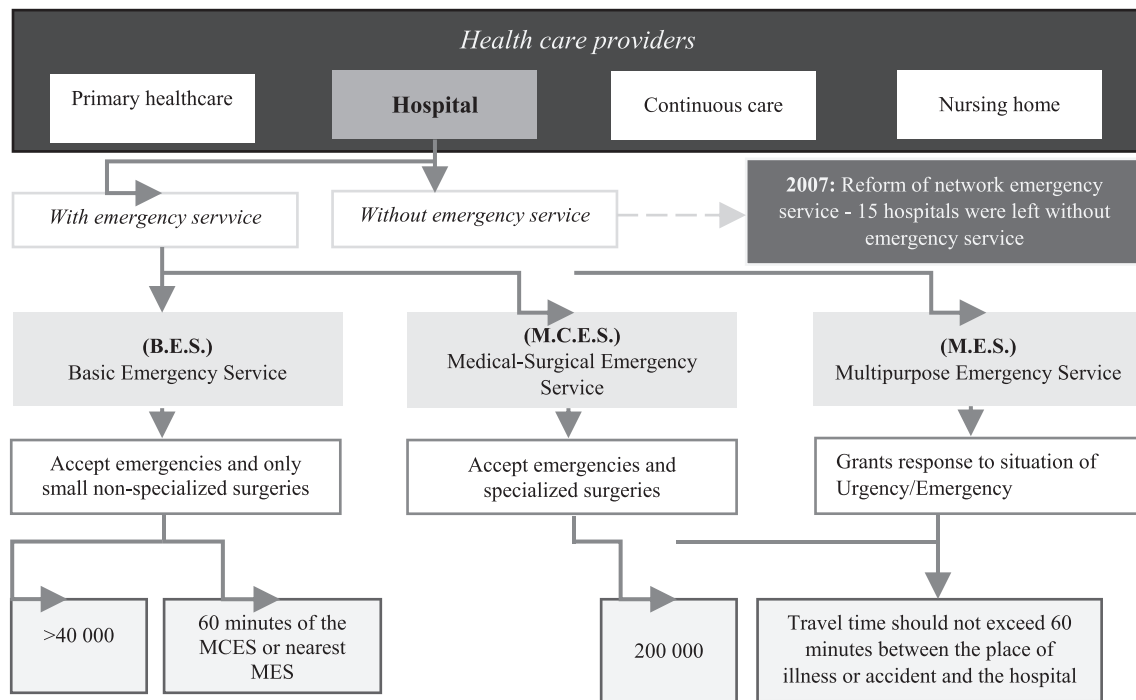 Health care providers
Primary healthcare
Hospital
Continuous care
Nursing home
With emergency servvice
Without emergency service
2007: Reform of network emergency
service - 15 hospitals were left without
emergency service
(B.E.S.)
Basic Emergency Service
(M.C.E.S.)
Medical-Surgical Emergency
Service
(M.E.S.)
Multipurpose Emergency Service
Accept emergencies and only
small non-specialized surgeries
Accept emergencies and
specialized surgeries
Grants response to situation of
Urgency/Emergency
>40 000
60 minutes of the
MCES or nearest
MES
200 000
Travel time should not exceed 60
minutes between the place of
illness or accident and the hospital